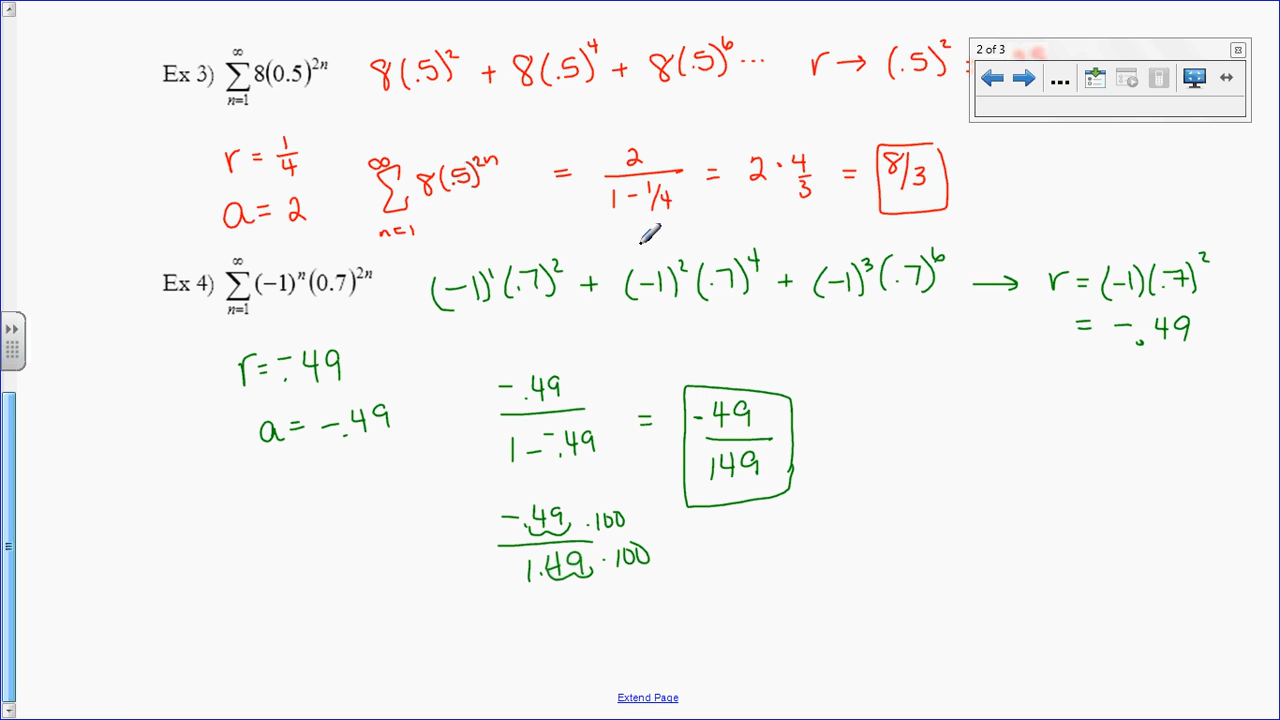 Ex 3) ∑_{n=1}^{∞} 8(0.5)^{2n} 8(.5)^2 + 8(.5)^4 + 8(.5)^6 ... r → (.5)^2 =
2 of 3
...
r = 1/4
a = 2
∑_{n=1}^{∞} 8(.5)^{2n} = 2/(1 - 1/4) = 2 · 4/3 = 8/3
Ex 4) ∑_{n=1}^{∞} (-1)^n (0.7)^{2n} (-1)^1 (.7)^2 + (-1)^2 (.7)^4 + (-1)^3 (.7)^6 → r = (-1)(.7)^2
= -.49
r = -.49
a = -.49
-.49/(1 - -.49) = -49/149
-.49 · 100
1.49 · 100
Extend Page